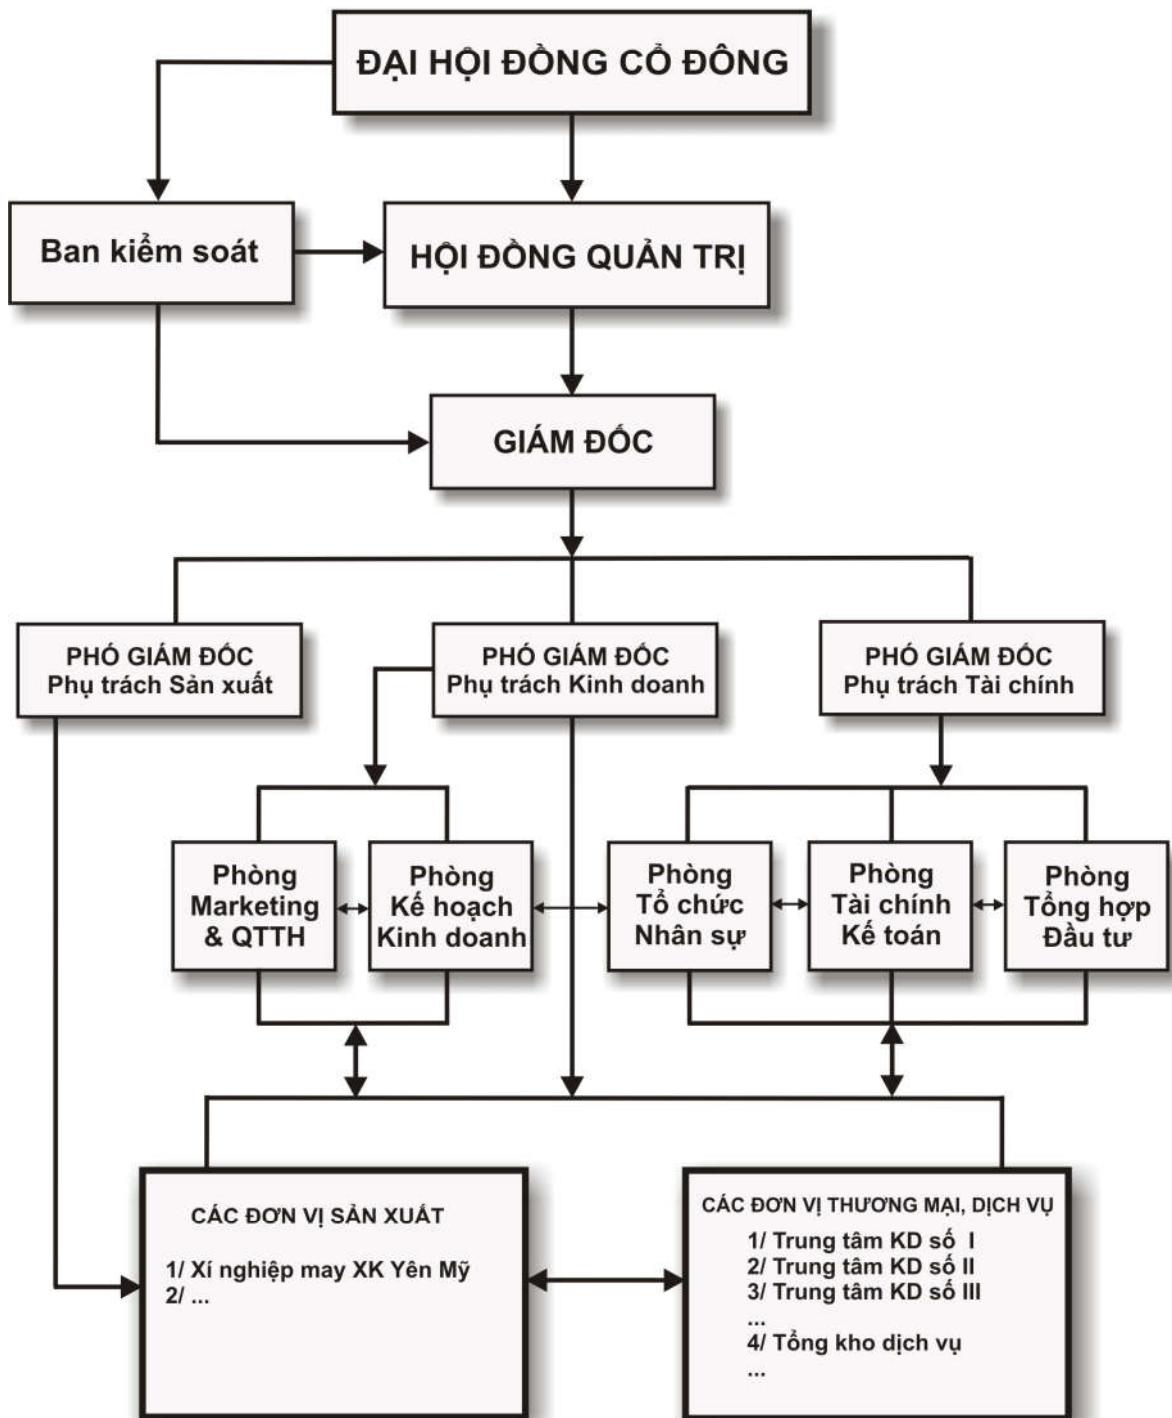 ĐẠI HỘI ĐỒNG CỔ ĐÔNG
Ban kiểm soát
HỘI ĐỒNG QUẢN TRỊ
GIÁM ĐỐC
PHÓ GIÁM ĐỐC
Phụ trách Sản xuất
PHÓ GIÁM ĐỐC
Phụ trách Kinh doanh
PHÓ GIÁM ĐỐC
Phụ trách Tài chính
Phòng
Marketing
& QTTH
Phòng
Kế hoạch
Kinh doanh
Phòng
Tổ chức
Nhân sự
Phòng
Tài chính
Kế toán
Phòng
Tổng hợp
Đầu tư
CÁC ĐƠN VỊ SẢN XUẤT
1/ Xí nghiệp may XK Yên Mỹ
2/ ...
CÁC ĐƠN VỊ THƯƠNG MẠI, DỊCH VỤ
1/ Trung tâm KD số I
2/ Trung tâm KD số II
3/ Trung tâm KD số III
...
4/ Tổng kho dịch vụ
...